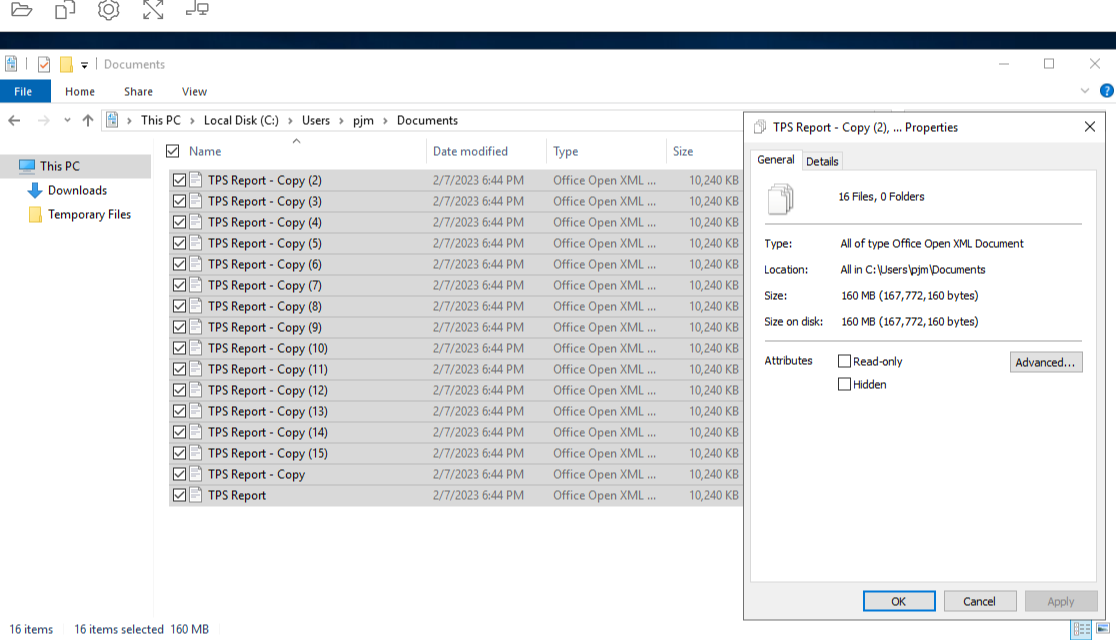 Documents
File Home Share View
This PC > Local Disk (C:) > Users > pjm > Documents
This PC
Downloads
Temporary Files
Name Date modified Type Size
TPS Report - Copy (2) 2/7/2023 6:44 PM Office Open XML ... 10,240 KB
TPS Report - Copy (3) 2/7/2023 6:44 PM Office Open XML ... 10,240 KB
TPS Report - Copy (4) 2/7/2023 6:44 PM Office Open XML ... 10,240 KB
TPS Report - Copy (5) 2/7/2023 6:44 PM Office Open XML ... 10,240 KB
TPS Report - Copy (6) 2/7/2023 6:44 PM Office Open XML ... 10,240 KB
TPS Report - Copy (7) 2/7/2023 6:44 PM Office Open XML ... 10,240 KB
TPS Report - Copy (8) 2/7/2023 6:44 PM Office Open XML ... 10,240 KB
TPS Report - Copy (9) 2/7/2023 6:44 PM Office Open XML ... 10,240 KB
TPS Report - Copy (10) 2/7/2023 6:44 PM Office Open XML ... 10,240 KB
TPS Report - Copy (11) 2/7/2023 6:44 PM Office Open XML ... 10,240 KB
TPS Report - Copy (12) 2/7/2023 6:44 PM Office Open XML ... 10,240 KB
TPS Report - Copy (13) 2/7/2023 6:44 PM Office Open XML ... 10,240 KB
TPS Report - Copy (14) 2/7/2023 6:44 PM Office Open XML ... 10,240 KB
TPS Report - Copy (15) 2/7/2023 6:44 PM Office Open XML ... 10,240 KB
TPS Report - Copy 2/7/2023 6:44 PM Office Open XML ... 10,240 KB
TPS Report 2/7/2023 6:44 PM Office Open XML ... 10,240 KB
TPS Report - Copy (2), ... Properties
General Details
16 Files, 0 Folders
Type: All of type Office Open XML Document
Location: All in C:\Users\pjm\Documents
Size: 160 MB (167,772,160 bytes)
Size on disk: 160 MB (167,772,160 bytes)
Attributes Read-only Advanced...
Hidden
OK Cancel Apply
16 items 16 items selected 160 MB